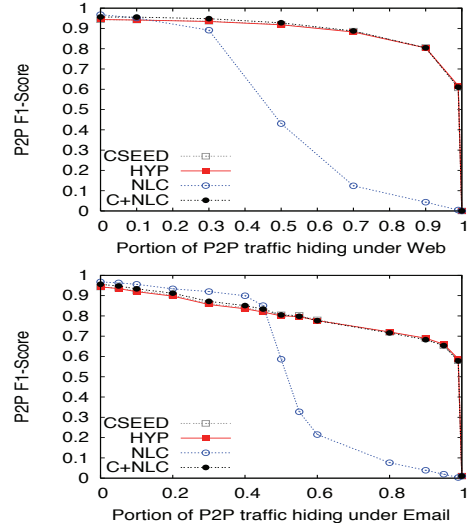 1
0.9
0.8
0.7
0.6
0.5
0.4
0.3
0.2
0.1
0
P2P F1-Score
CSEED
HYP
NLC
C+NLC
0 0.1 0.2 0.3 0.4 0.5 0.6 0.7 0.8 0.9 1
Portion of P2P traffic hiding under Web
1
0.9
0.8
0.7
0.6
0.5
0.4
0.3
0.2
0.1
0
P2P F1-Score
CSEED
HYP
NLC
C+NLC
0 0.2 0.4 0.6 0.8 1
Portion of P2P traffic hiding under Email